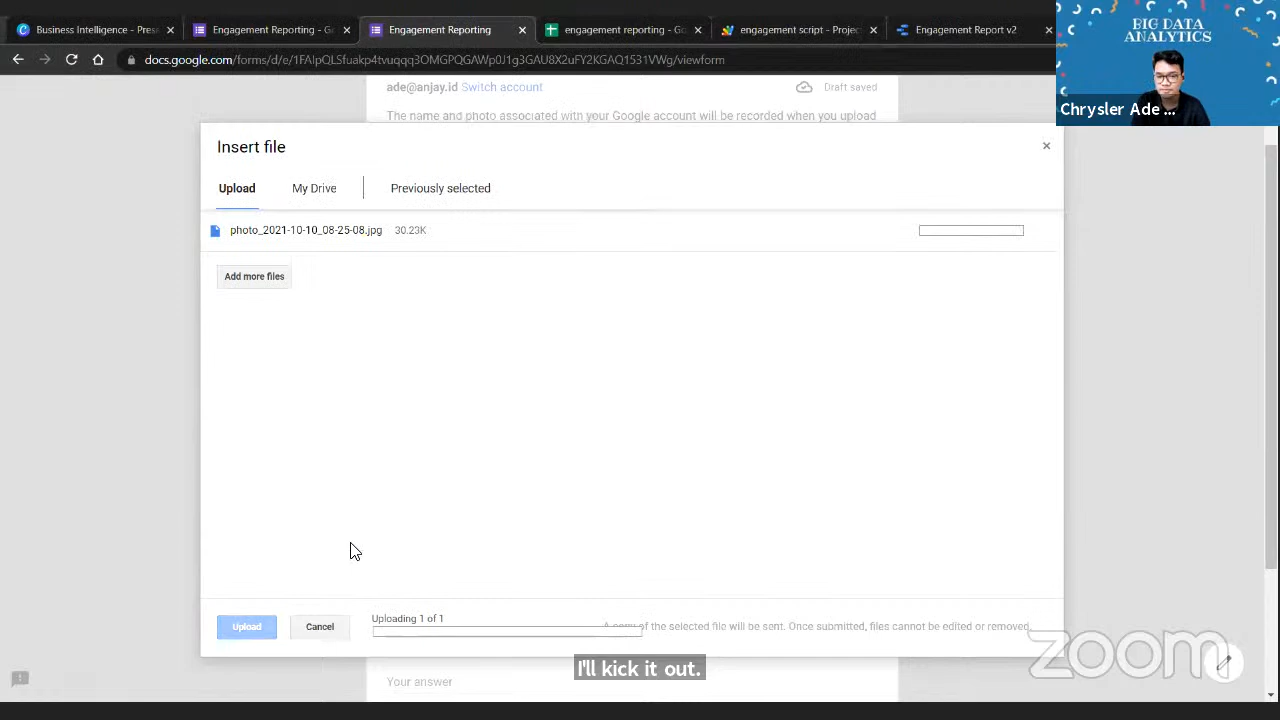 Business Intelligence - Pres
Engagement Reporting - Go
Engagement Reporting
engagement reporting - Go
engagement script - Projec
Engagement Report v2
docs.google.com/forms/d/e/1FAIpQLSfuakp4tvuqqq3OMGPQGAWp0J1g3GAU8X2uFY2KGAQ1531VWg/viewform
BIG DATA
ANALYTICS
Chrysler Ade ...
ade@anjay.id Switch account
Draft saved
The name and photo associated with your Google account will be recorded when you upload
Insert file
Upload
My Drive
Previously selected
photo_2021-10-10_08-25-08.jpg 30.23K
Add more files
Upload
Cancel
Uploading 1 of 1
A copy of the selected file will be sent. Once submitted, files cannot be edited or removed.
zoom
I'll kick it out.
Your answer